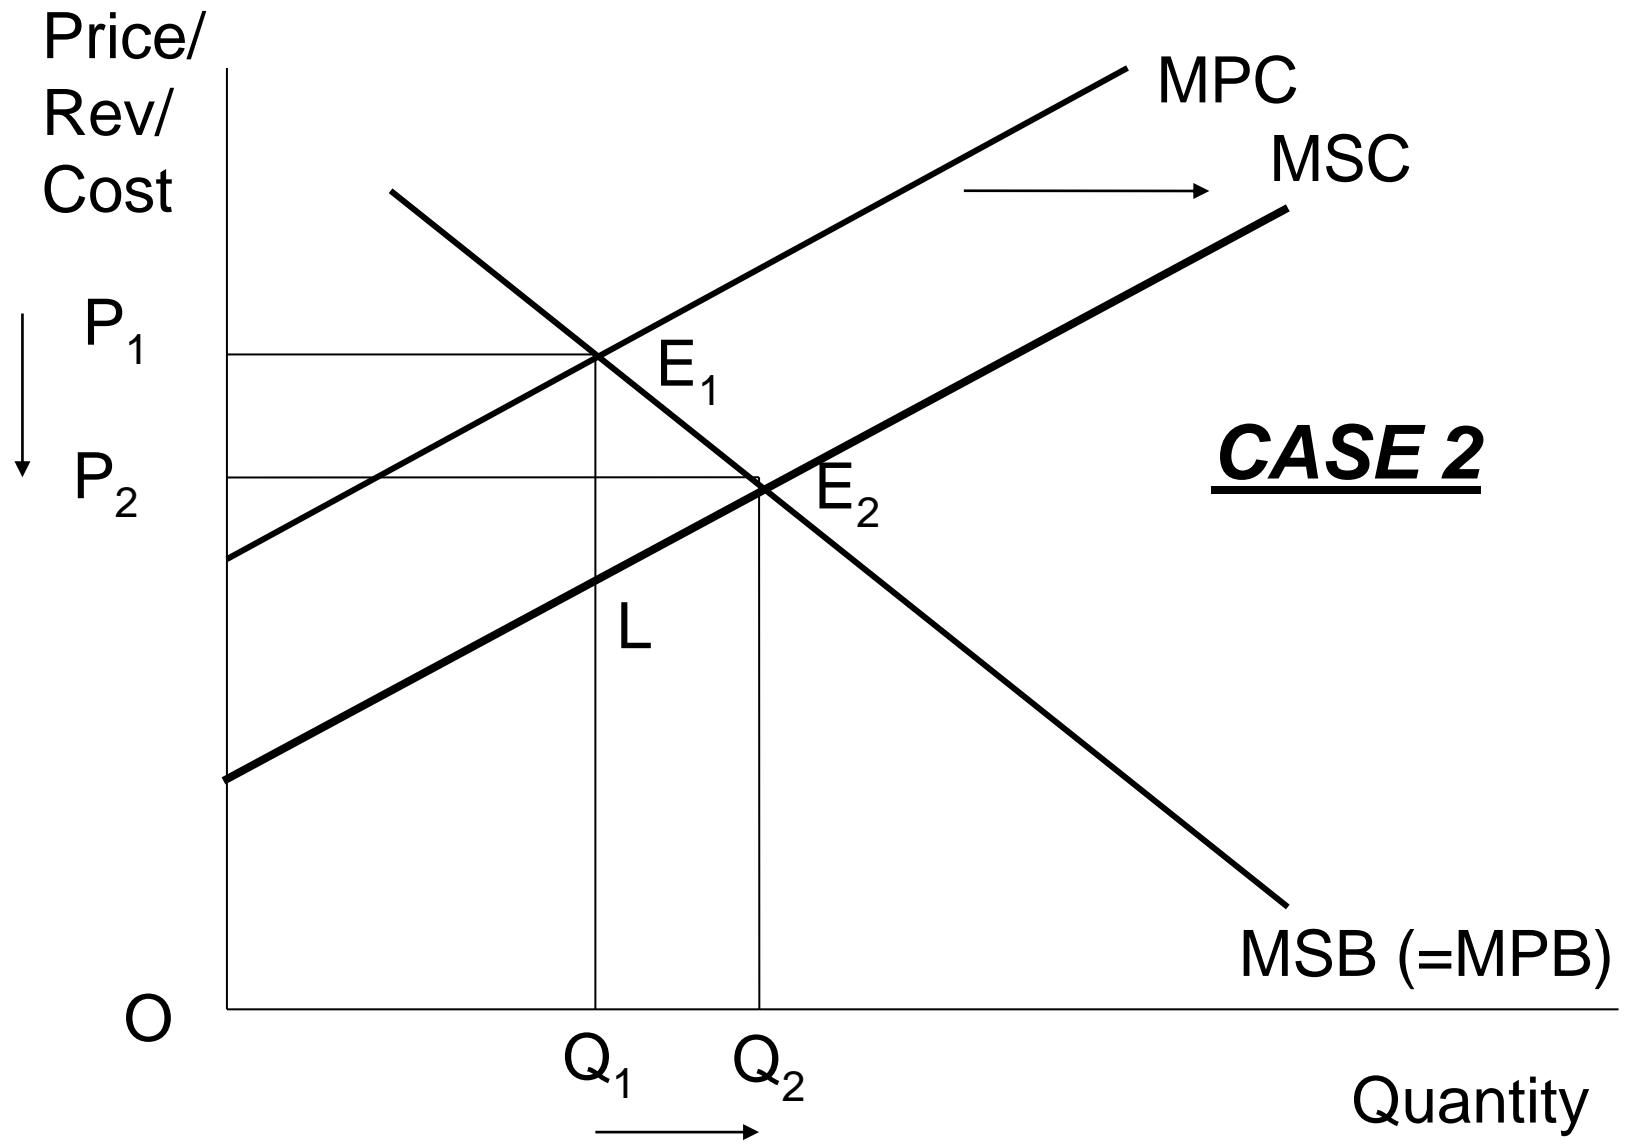 Price/
Rev/
Cost
MPC
MSC
P1
E1
P2
E2
CASE 2
L
MSB (=MPB)
O
Q1
Q2
Quantity